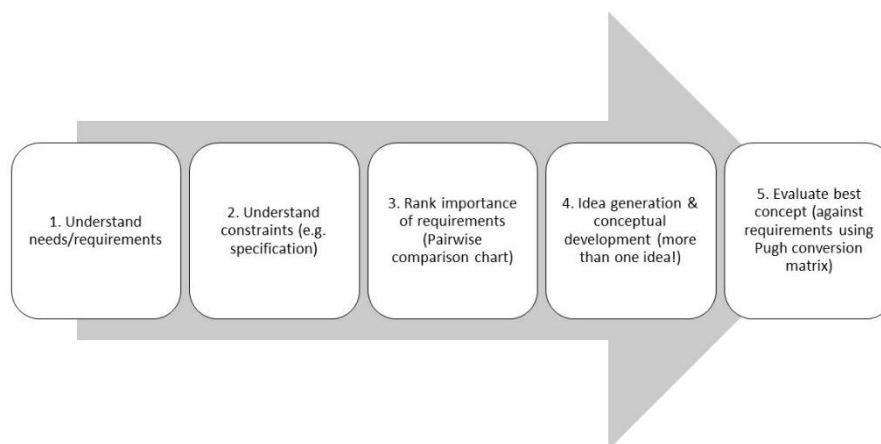 1. Understand
needs/requirements
2. Understand
constraints (e.g.
specification)
3. Rank importance
of requirements
(Pairwise
comparison chart)
4. Idea generation &
conceptual
development (more
than one idea!)
5. Evaluate best
concept (against
requirements using
Pugh conversion
matrix)